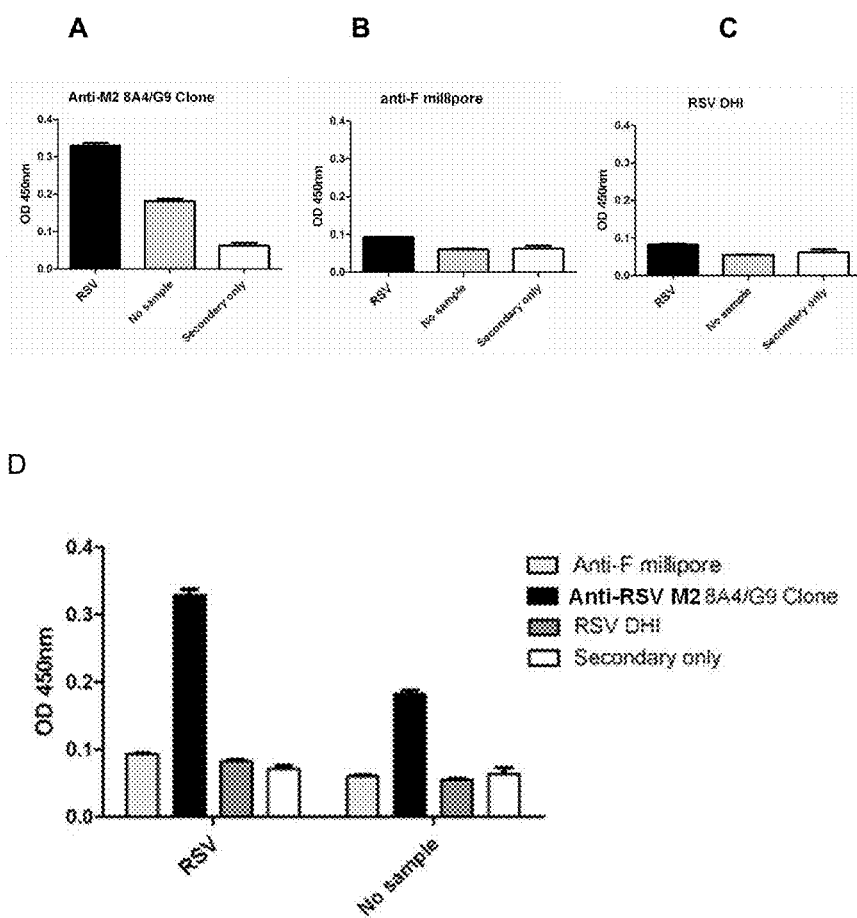 A
B
C
Anti-M2 8A4/G9 Clone
OD 450nm
0.4
0.3
0.2
0.1
0.0
RSV
No sample
Secondary only
anti-F mill8pore
OD 450nm
0.4
0.3
0.2
0.1
0.0
RSV
No sample
Secondary only
RSV DHI
OD 450nm
0.4
0.3
0.2
0.1
0.0
RSV
No sample
Secondary only
D
OD 450nm
0.4
0.3
0.2
0.1
0.0
RSV
No sample
Anti-F millipore
Anti-RSV M2 8A4/G9 Clone
RSV DHI
Secondary only